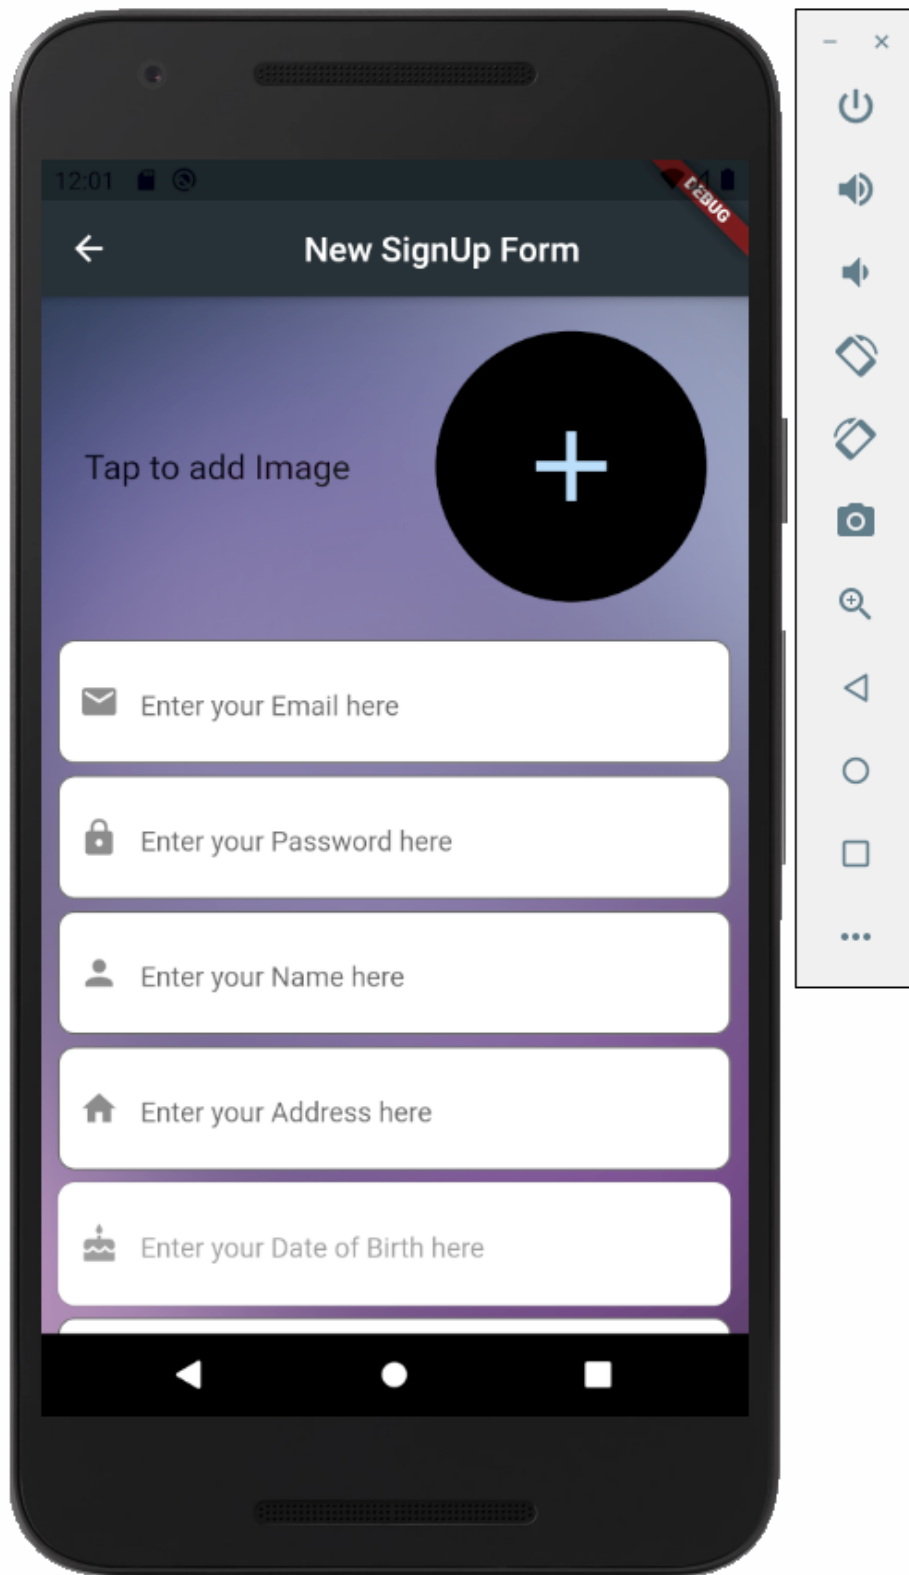 12:01
DEBUG
New SignUp Form
Tap to add Image
Enter your Email here
Enter your Password here
Enter your Name here
Enter your Address here
Enter your Date of Birth here